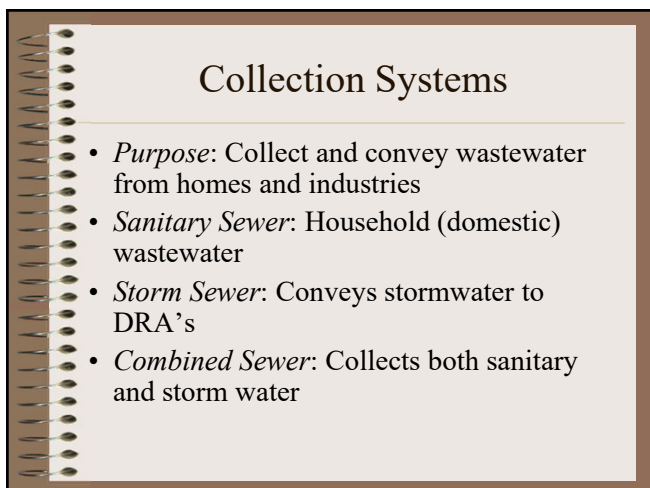 Collection Systems
• Purpose: Collect and convey wastewater
from homes and industries
• Sanitary Sewer: Household (domestic)
wastewater
• Storm Sewer: Conveys stormwater to
DRA’s
• Combined Sewer: Collects both sanitary
and storm water